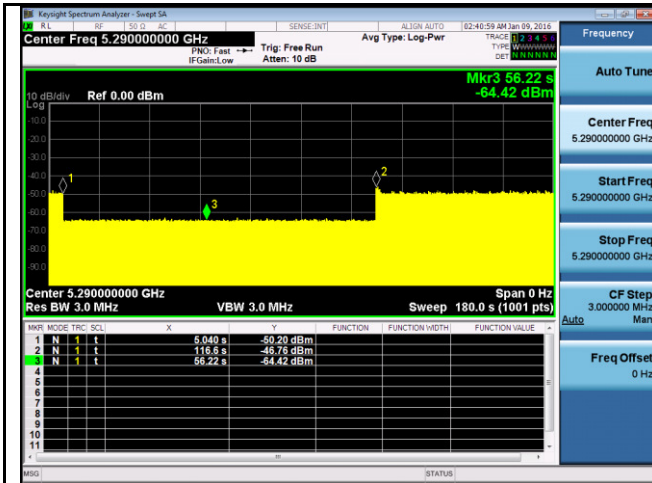 Keysight Spectrum Analyzer - Swept SA
RL RF 50 Ω AC SENSE:INT ALIGN AUTO 02:40:59 AM Jan 09, 2016
Center Freq 5.290000000 GHz
PNO: Fast
IFGain:Low
Trig: Free Run
Atten: 10 dB
Avg Type: Log-Pwr
TRACE 1 2 3 4 5 6
TYPE WWWWWW
DET N N N N N N
Frequency
Mkr3 56.22 s
-64.42 dBm
10 dB/div Ref 0.00 dBm
Log
-10.0
-20.0
-30.0
-40.0
-50.0
-60.0
-70.0
-80.0
-90.0
1
2
3
Center 5.290000000 GHz Span 0 Hz
Res BW 3.0 MHz VBW 3.0 MHz Sweep 180.0 s (1001 pts)
MKR MODE TRC SCL X Y FUNCTION FUNCTION WIDTH FUNCTION VALUE
1 N 1 t 5.040 s -50.20 dBm
2 N 1 t 116.6 s -46.76 dBm
3 N 1 t 56.22 s -64.42 dBm
4
5
6
7
8
9
10
11
MSG STATUS
Auto Tune
Center Freq
5.290000000 GHz
Start Freq
5.290000000 GHz
Stop Freq
5.290000000 GHz
CF Step
3.000000 MHz
Auto Man
Freq Offset
0 Hz